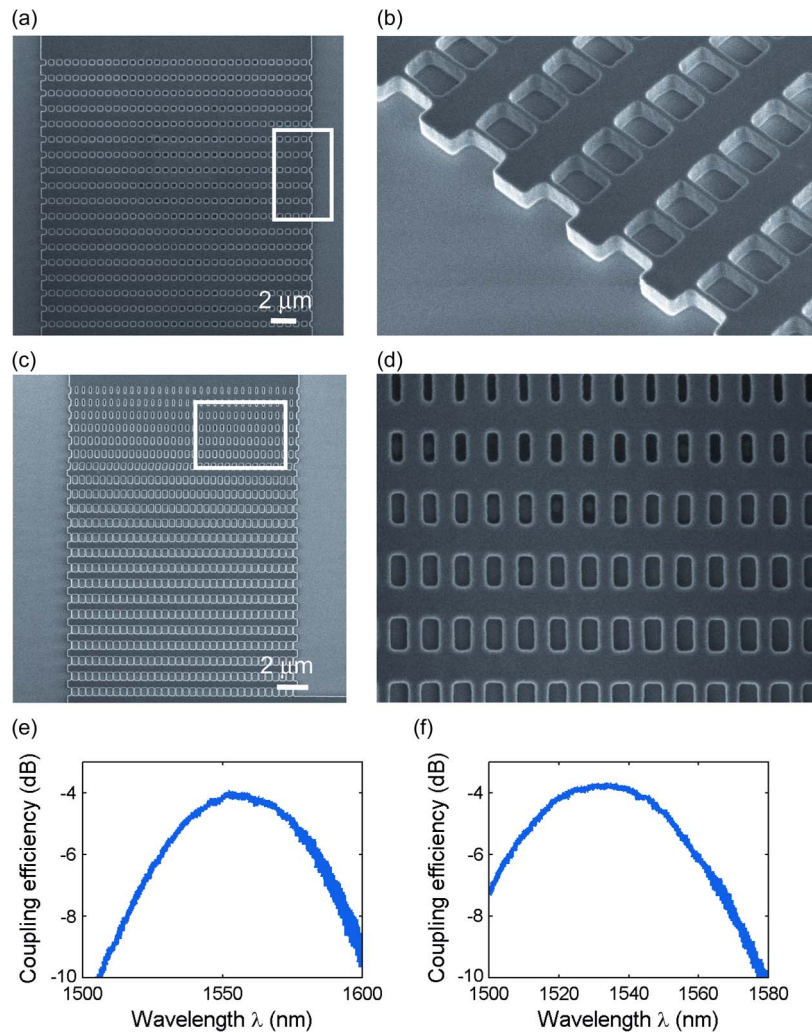 (a)
(b)
2 μm
(c)
(d)
2 μm
(e)
(f)
Coupling efficiency (dB)
-4
-6
-8
-10
1500
1550
1600
Wavelength λ (nm)
Coupling efficiency (dB)
-4
-6
-8
-10
1500
1520
1540
1560
1580
Wavelength λ (nm)